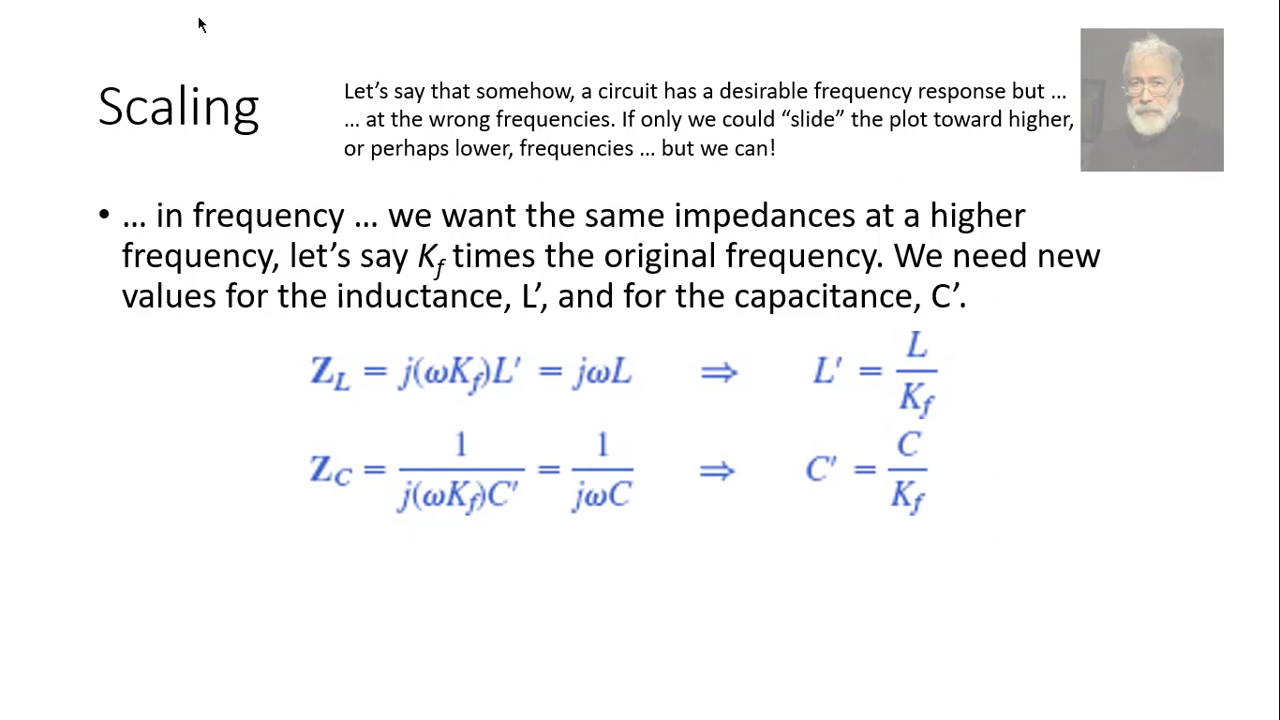 Scaling
Let’s say that somehow, a circuit has a desirable frequency response but …
… at the wrong frequencies. If only we could “slide” the plot toward higher,
or perhaps lower, frequencies … but we can!
• … in frequency … we want the same impedances at a higher
frequency, let’s say K_f times the original frequency. We need new
values for the inductance, L’, and for the capacitance, C’.
Z_L = j(ωK_f)L' = jωL ⇒ L' = L/K_f
Z_C = 1/j(ωK_f)C' = 1/jωC ⇒ C' = C/K_f